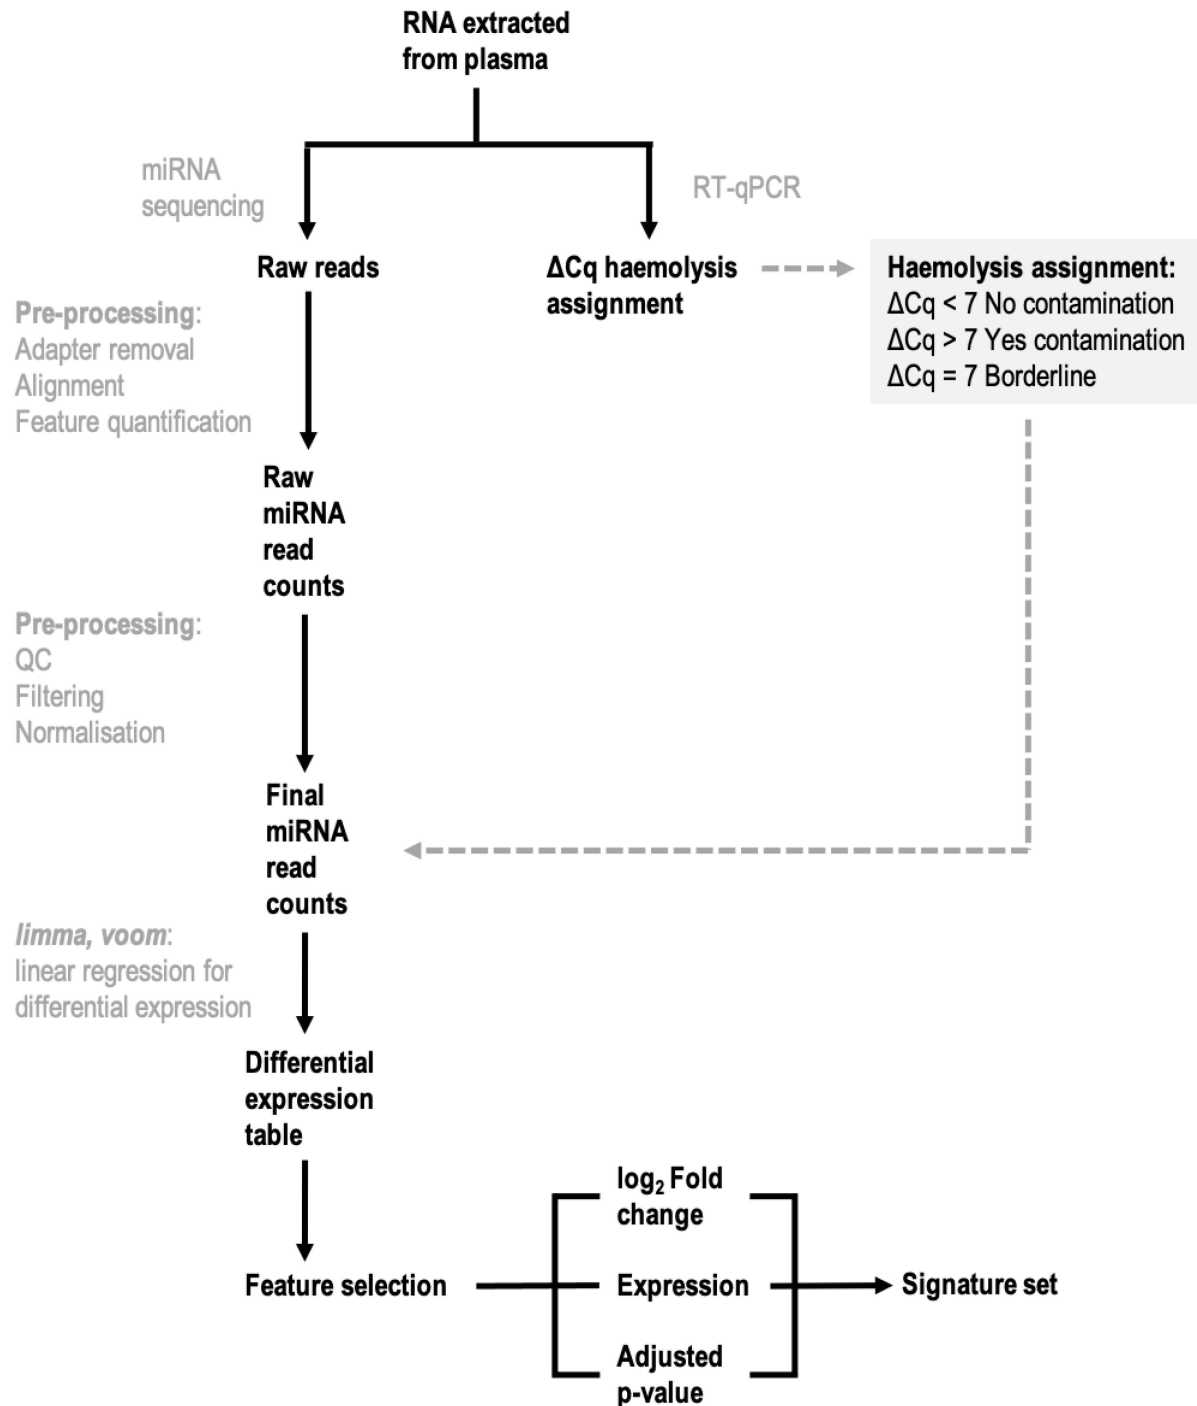 RNA extracted
from plasma
miRNA
sequencing
RT-qPCR
Raw reads
ΔCq haemolysis
assignment
Haemolysis assignment:
ΔCq < 7 No contamination
ΔCq > 7 Yes contamination
ΔCq = 7 Borderline
Pre-processing:
Adapter removal
Alignment
Feature quantification
Raw
miRNA
read
counts
Pre-processing:
QC
Filtering
Normalisation
Final
miRNA
read
counts
limma, voom:
linear regression for
differential expression
Differential
expression
table
Feature selection
log₂ Fold
change
Expression
Adjusted
p-value
Signature set